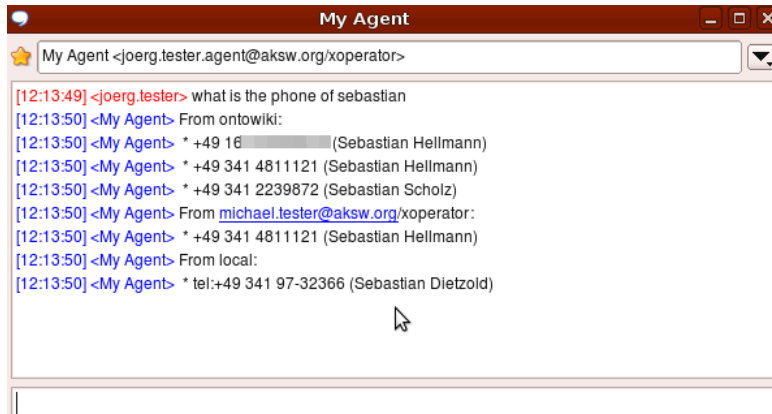 My Agent
My Agent <joerg.tester.agent@aksw.org/xoperator>
[12:13:49] <joerg.tester> what is the phone of sebastian
[12:13:50] <My Agent> From ontowiki:
[12:13:50] <My Agent> * +49 16 (Sebastian Hellmann)
[12:13:50] <My Agent> * +49 341 4811121 (Sebastian Hellmann)
[12:13:50] <My Agent> * +49 341 2239872 (Sebastian Scholz)
[12:13:50] <My Agent> From michael.tester@aksw.org/xoperator:
[12:13:50] <My Agent> * +49 341 4811121 (Sebastian Hellmann)
[12:13:50] <My Agent> From local:
[12:13:50] <My Agent> * tel:+49 341 97-32366 (Sebastian Dietzold)